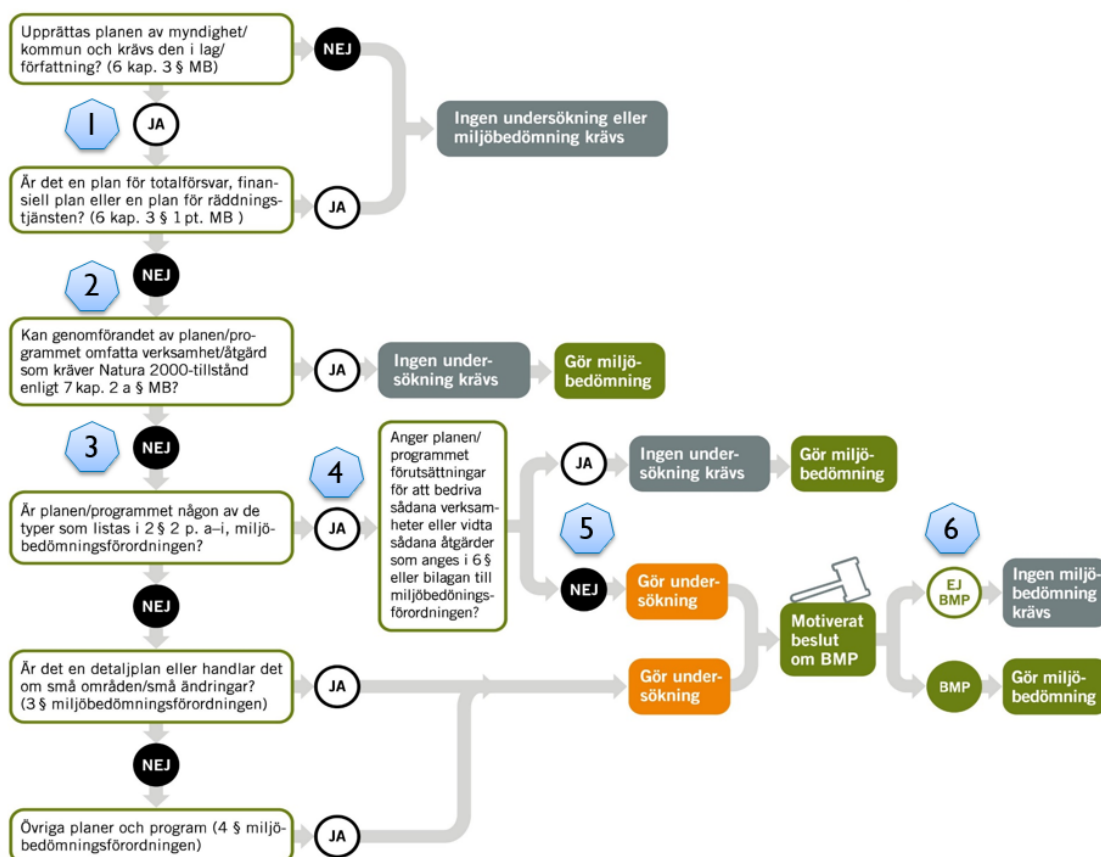 Upprättas planen av myndighet/
kommun och krävs den i lag/
författning? (6 kap. 3 § MB)
NEJ
Ingen undersökning eller
miljöbedömning krävs
1
JA
Är det en plan för totalförsvar, finan-
siell plan eller en plan för räddnings-
tjänsten? (6 kap. 3 § 1 pt. MB )
JA
2
NEJ
Kan genomförandet av planen/pro-
grammet omfatta verksamhet/åtgärd
som kräver Natura 2000-tillstånd
enligt 7 kap. 2 a § MB?
JA
Ingen under-
sökning krävs
Gör miljö-
bedömning
3
NEJ
Är planen/programmet någon av de
typer som listas i 2 § 2 p. a–i, miljö-
bedömningsförordningen?
4
JA
Anger planen/
programmet
förutsättningar
för att bedriva
sådana verksam-
heter eller vidta
sådana åtgärder
som anges i 6 §
eller bilagan till
miljöbedönings-
förordningen?
JA
Ingen under-
sökning krävs
Gör miljö-
bedömning
5
NEJ
Gör under-
sökning
Motiverat
beslut
om BMP
6
EJ
BMP
Ingen miljö-
bedömning
krävs
BMP
Gör miljö-
bedömning
NEJ
Är det en detaljplan eller handlar det
om små områden/små ändringar?
(3 § miljöbedömningsförordningen)
JA
Gör under-
sökning
NEJ
Övriga planer och program (4 § miljö-
bedömningsförordningen)
JA